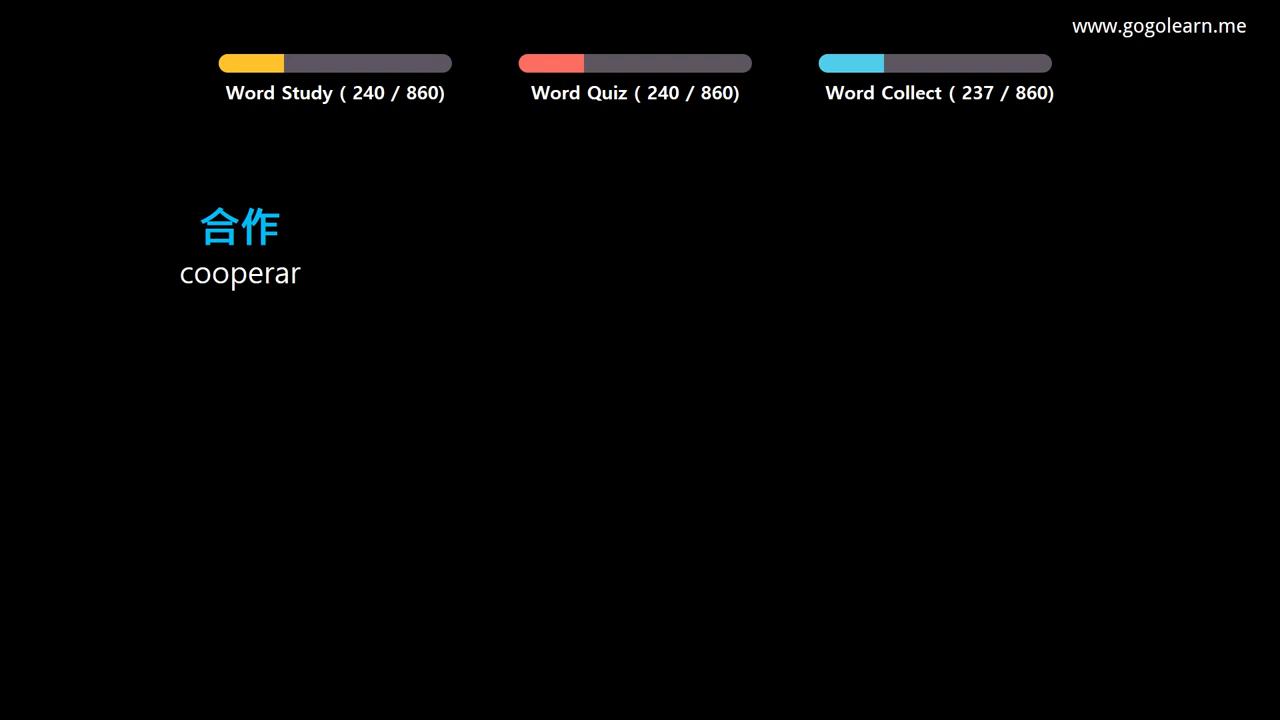 www.gogolearn.me
Word Study ( 240 / 860)
Word Quiz ( 240 / 860)
Word Collect ( 237 / 860)
合作
cooperar